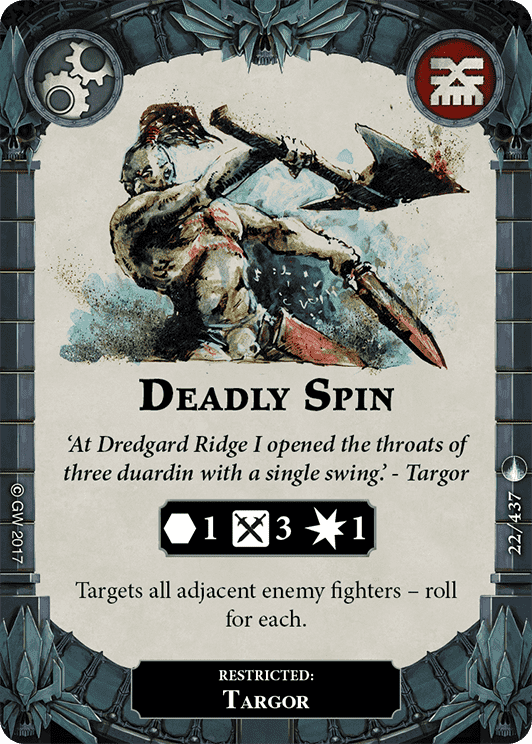 DEADLY SPIN
‘At Dredgard Ridge I opened the throats of
three duardin with a single swing.’ - Targor
1 3 1
Targets all adjacent enemy fighters – roll
for each.
RESTRICTED:
TARGOR
© GW 2017
22/437